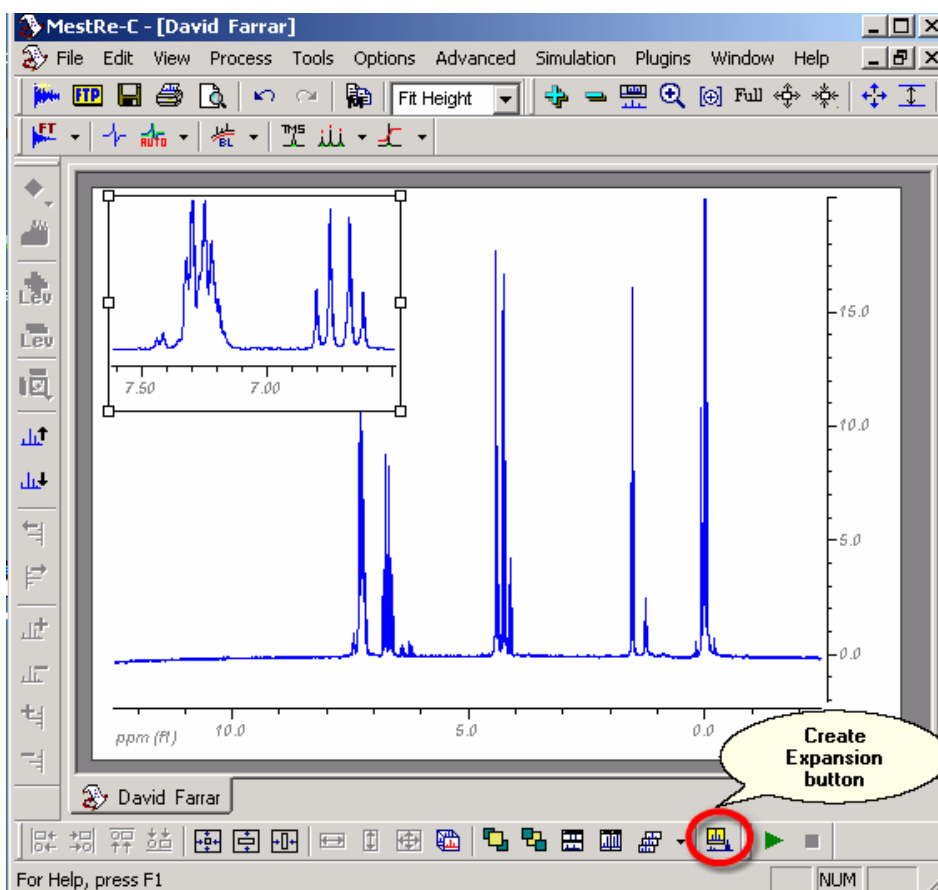 MestRe-C - [David Farrar]
File Edit View Process Tools Options Advanced Simulation Plugins Window Help
FTP Fit Height Full
FT AUTO BL TMS
Lev
Lev
7.50 7.00
15.0
10.0
5.0
0.0
ppm (f1) 10.0 5.0 0.0
Create
Expansion
button
David Farrar
For Help, press F1 NUM